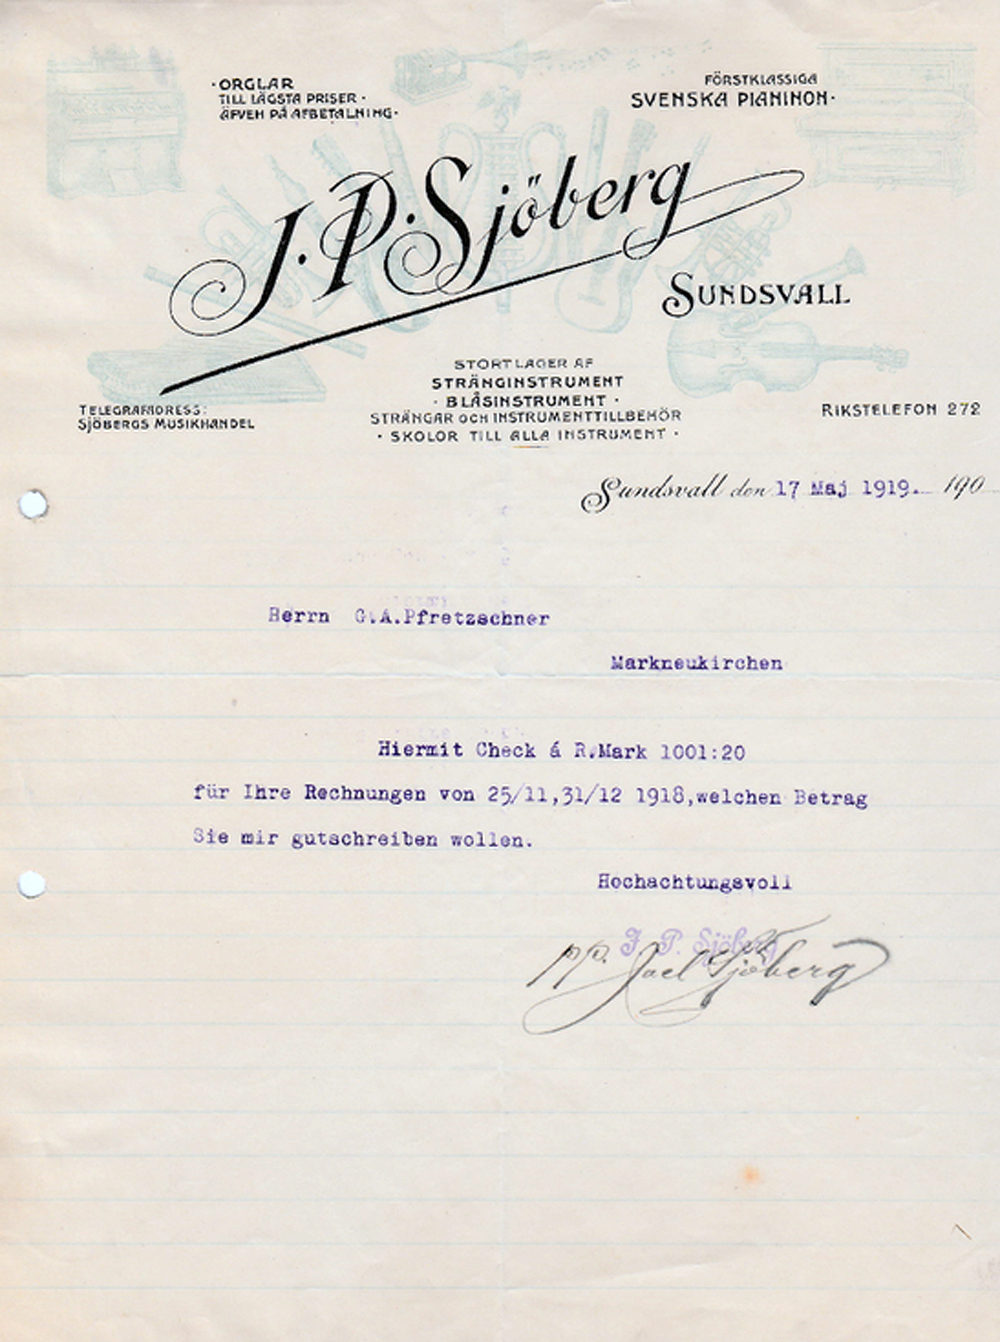 · ORGLAR
TILL LÄGSTA PRISER ·
ÄFVEN PÅ AFBETALNING ·
FÖRSTKLASSIGA
SVENSKA PIANINON ·
J. P. Sjöberg
SUNDSVALL
STORT LAGER AF
STRÄNGINSTRUMENT
· BLÅSINSTRUMENT ·
STRÄNGAR OCH INSTRUMENTTILLBEHÖR
· SKOLOR TILL ALLA INSTRUMENT ·
TELEGRAFADRESS:
SJÖBERGS MUSIKHANDEL
RIKSTELEFON 272
Sundsvall den 17 Maj 1919. 190
Herrn G.A.Pfretzschner
Markneukirchen
Hiermit Check á R.Mark 1001:20
für Ihre Rechnungen von 25/11,31/12 1918,welchen Betrag
Sie mir gutschreiben wollen.
Hochachtungsvoll
J. P. Sjöberg
pp. Joel Sjöberg